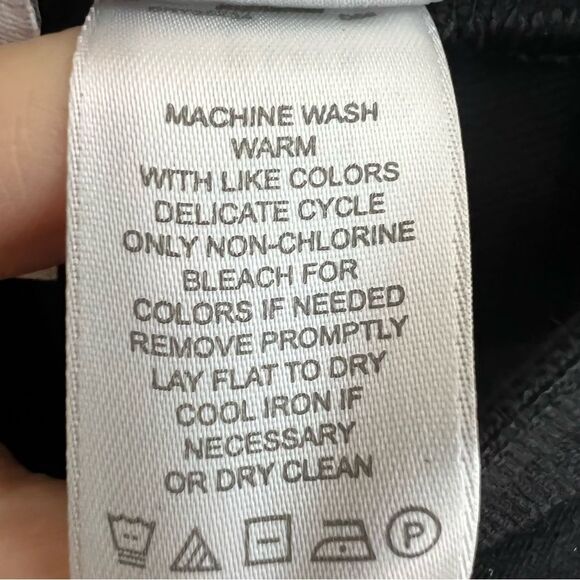 MACHINE WASH
WARM
WITH LIKE COLORS
DELICATE CYCLE
ONLY NON-CHLORINE
BLEACH FOR
COLORS IF NEEDED
REMOVE PROMPTLY
LAY FLAT TO DRY
COOL IRON IF
NECESSARY
OR DRY CLEAN
P